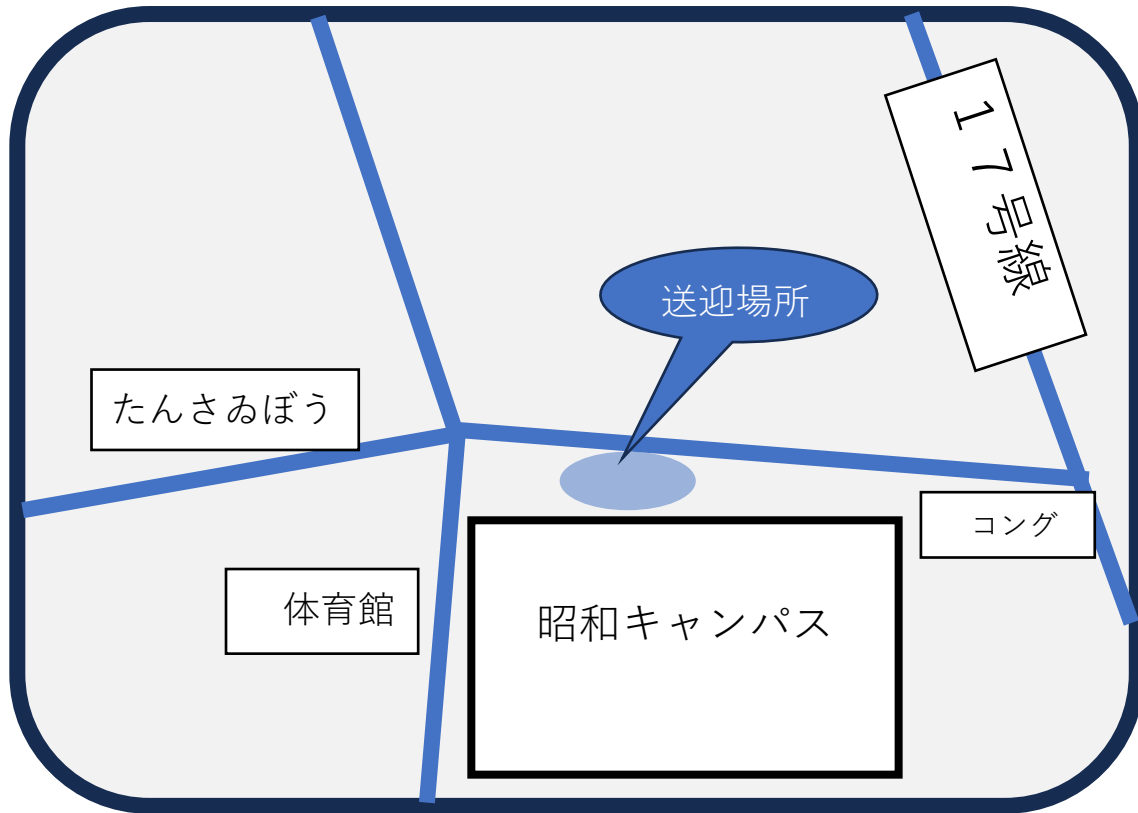 １７号線
送迎場所
たんさゐぼう
コング
体育館
昭和キャンパス